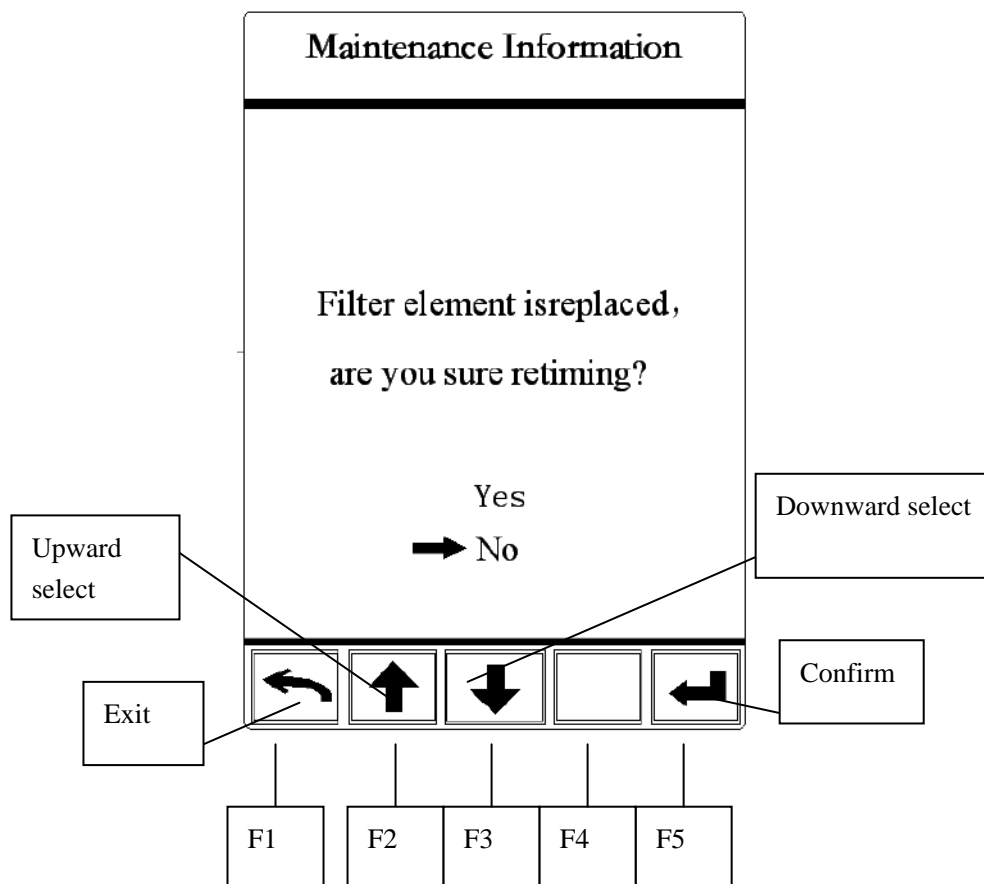 Maintenance Information
Filter element isreplaced,
are you sure retiming?
Yes
No
Downward select
Upward
select
Confirm
Exit
F1
F2
F3
F4
F5